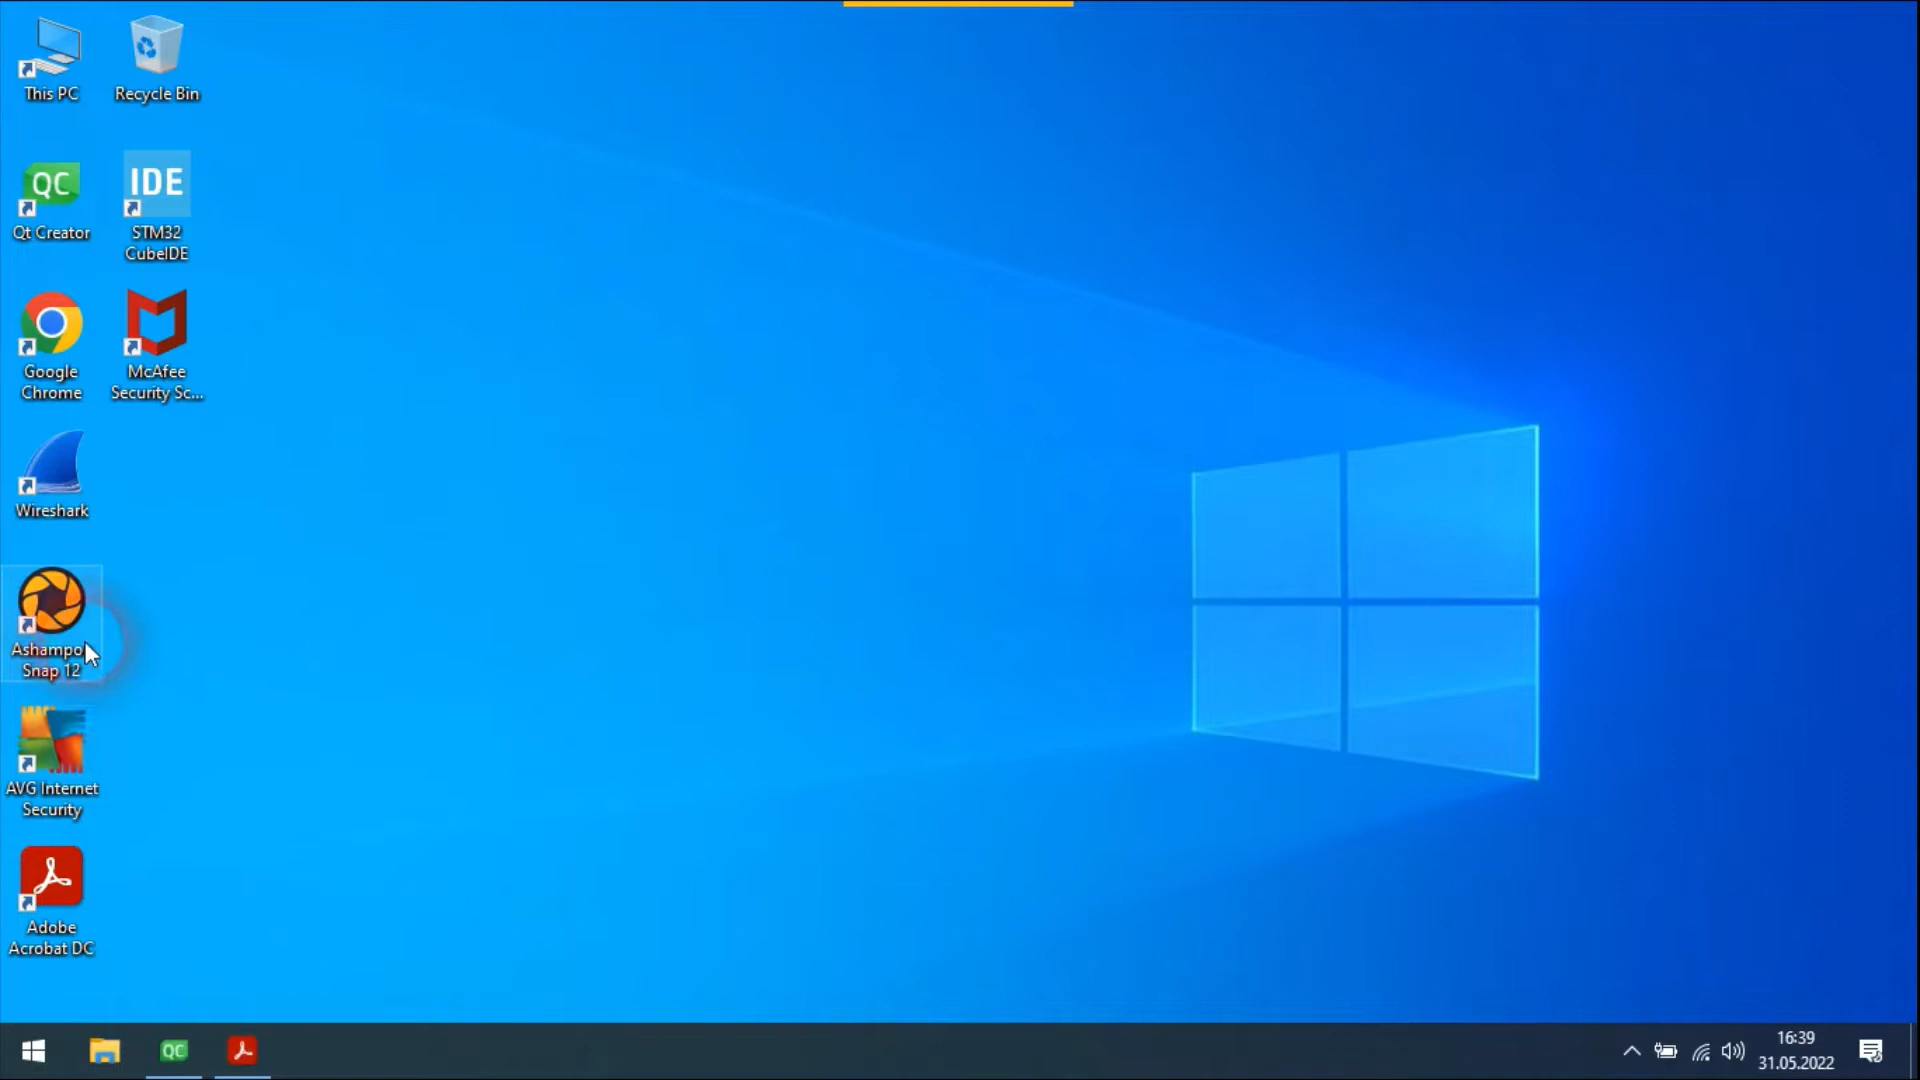 This PC
Recycle Bin
QC
Qt Creator
IDE
STM32
CubeIDE
Google
Chrome
McAfee
Security Sc...
Wireshark
Ashampo
Snap 12
AVG Internet
Security
Adobe
Acrobat DC
QC
16:39
31.05.2022